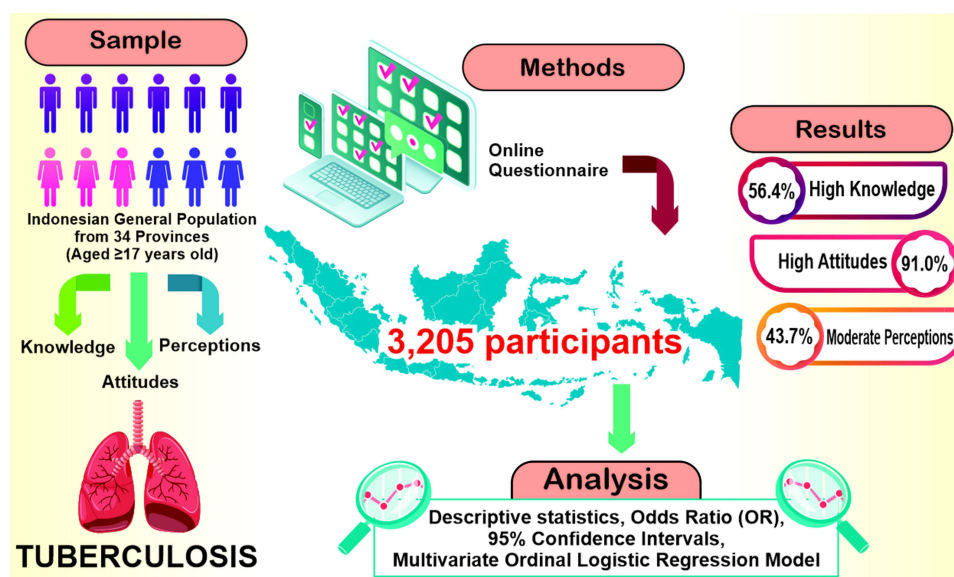 Sample
Indonesian General Population
from 34 Provinces
(Aged ≥17 years old)
Knowledge
Perceptions
Attitudes
TUBERCULOSIS
Methods
Online
Questionnaire
3,205 participants
Analysis
Descriptive statistics, Odds Ratio (OR),
95% Confidence Intervals,
Multivariate Ordinal Logistic Regression Model
Results
56.4% High Knowledge
High Attitudes 91.0%
43.7% Moderate Perceptions